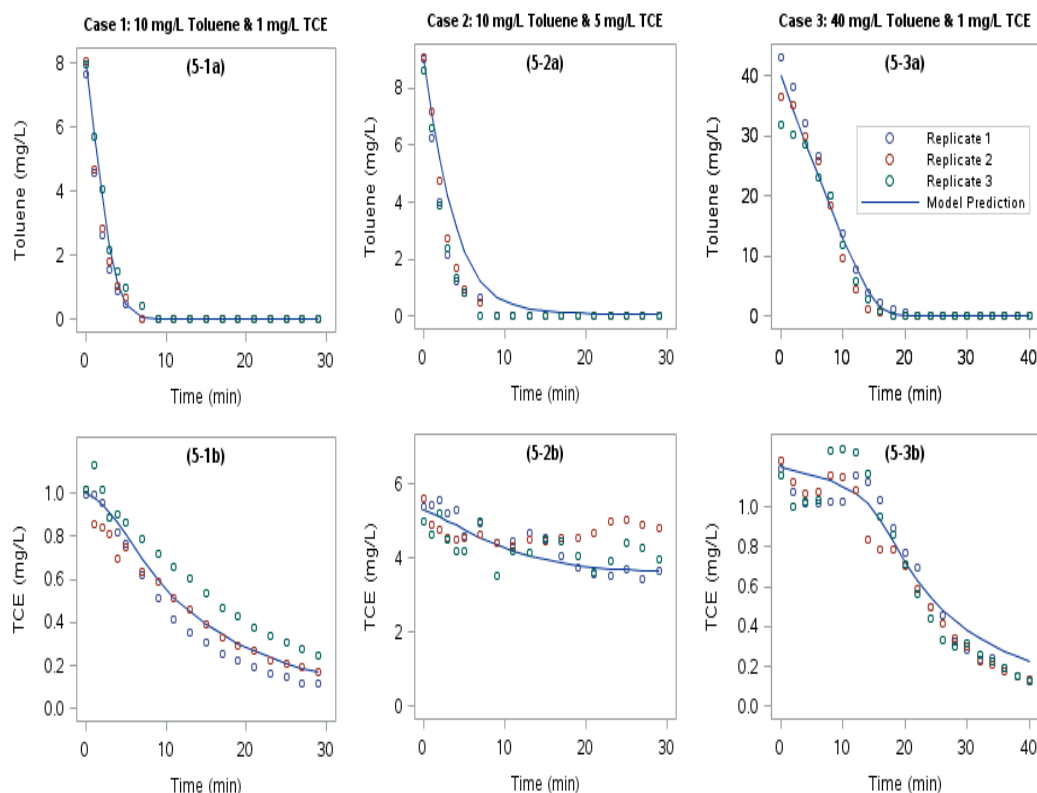 Case 1: 10 mg/L Toluene & 1 mg/L TCE
Case 2: 10 mg/L Toluene & 5 mg/L TCE
Case 3: 40 mg/L Toluene & 1 mg/L TCE
(5-1a)
8
6
4
2
0
Toluene (mg/L)
0
10
20
30
Time (min)
(5-2a)
8
6
4
2
0
Toluene (mg/L)
0
10
20
30
Time (min)
(5-3a)
40
30
20
10
0
Toluene (mg/L)
Replicate 1
Replicate 2
Replicate 3
Model Prediction
0
10
20
30
40
Time (min)
(5-1b)
1.0
0.8
0.6
0.4
0.2
0.0
TCE (mg/L)
0
10
20
30
Time (min)
(5-2b)
6
4
2
0
TCE (mg/L)
0
10
20
30
Time (min)
(5-3b)
1.0
0.8
0.6
0.4
0.2
0.0
TCE (mg/L)
0
10
20
30
40
Time (min)